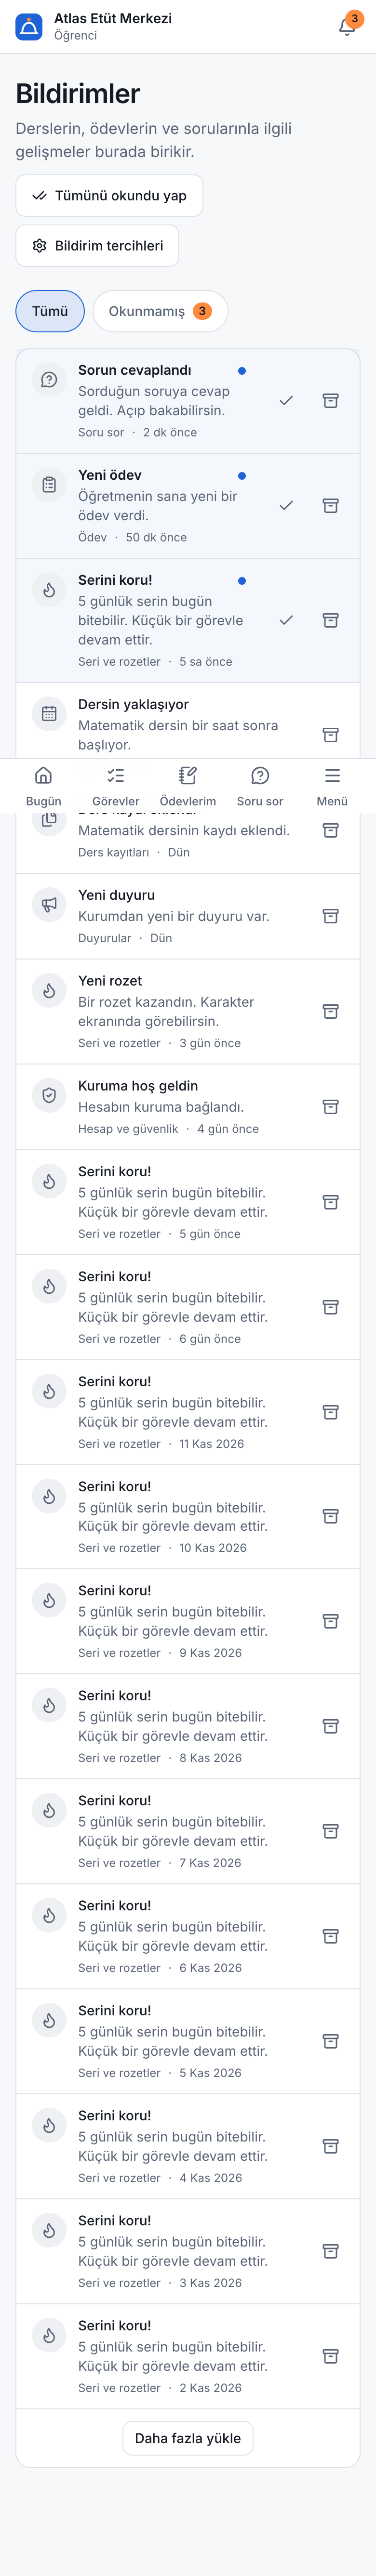 Atlas Etüt Merkezi
Öğrenci
3
Bildirimler
Derslerin, ödevlerin ve sorularınla ilgili
gelişmeler burada birikir.
Tümünü okundu yap
Bildirim tercihleri
Tümü
Okunmamış 3
Sorun cevaplandı
Sorduğun soruya cevap
geldi. Açıp bakabilirsin.
Soru sor · 2 dk önce
Yeni ödev
Öğretmenin sana yeni bir
ödev verdi.
Ödev · 50 dk önce
Serini koru!
5 günlük serin bugün
bitebilir. Küçük bir görevle
devam ettir.
Seri ve rozetler · 5 sa önce
Dersin yaklaşıyor
Matematik dersin bir saat sonra
başlıyor.
Bugün
Görevler
Ödevlerim
Soru sor
Menü
Matematik dersinin kaydı eklendi.
Ders kayıtları · Dün
Yeni duyuru
Kurumdan yeni bir duyuru var.
Duyurular · Dün
Yeni rozet
Bir rozet kazandın. Karakter
ekranında görebilirsin.
Seri ve rozetler · 3 gün önce
Kuruma hoş geldin
Hesabın kuruma bağlandı.
Hesap ve güvenlik · 4 gün önce
Serini koru!
5 günlük serin bugün bitebilir.
Küçük bir görevle devam ettir.
Seri ve rozetler · 5 gün önce
Serini koru!
5 günlük serin bugün bitebilir.
Küçük bir görevle devam ettir.
Seri ve rozetler · 6 gün önce
Serini koru!
5 günlük serin bugün bitebilir.
Küçük bir görevle devam ettir.
Seri ve rozetler · 11 Kas 2026
Serini koru!
5 günlük serin bugün bitebilir.
Küçük bir görevle devam ettir.
Seri ve rozetler · 10 Kas 2026
Serini koru!
5 günlük serin bugün bitebilir.
Küçük bir görevle devam ettir.
Seri ve rozetler · 9 Kas 2026
Serini koru!
5 günlük serin bugün bitebilir.
Küçük bir görevle devam ettir.
Seri ve rozetler · 8 Kas 2026
Serini koru!
5 günlük serin bugün bitebilir.
Küçük bir görevle devam ettir.
Seri ve rozetler · 7 Kas 2026
Serini koru!
5 günlük serin bugün bitebilir.
Küçük bir görevle devam ettir.
Seri ve rozetler · 6 Kas 2026
Serini koru!
5 günlük serin bugün bitebilir.
Küçük bir görevle devam ettir.
Seri ve rozetler · 5 Kas 2026
Serini koru!
5 günlük serin bugün bitebilir.
Küçük bir görevle devam ettir.
Seri ve rozetler · 4 Kas 2026
Serini koru!
5 günlük serin bugün bitebilir.
Küçük bir görevle devam ettir.
Seri ve rozetler · 3 Kas 2026
Serini koru!
5 günlük serin bugün bitebilir.
Küçük bir görevle devam ettir.
Seri ve rozetler · 2 Kas 2026
Daha fazla yükle